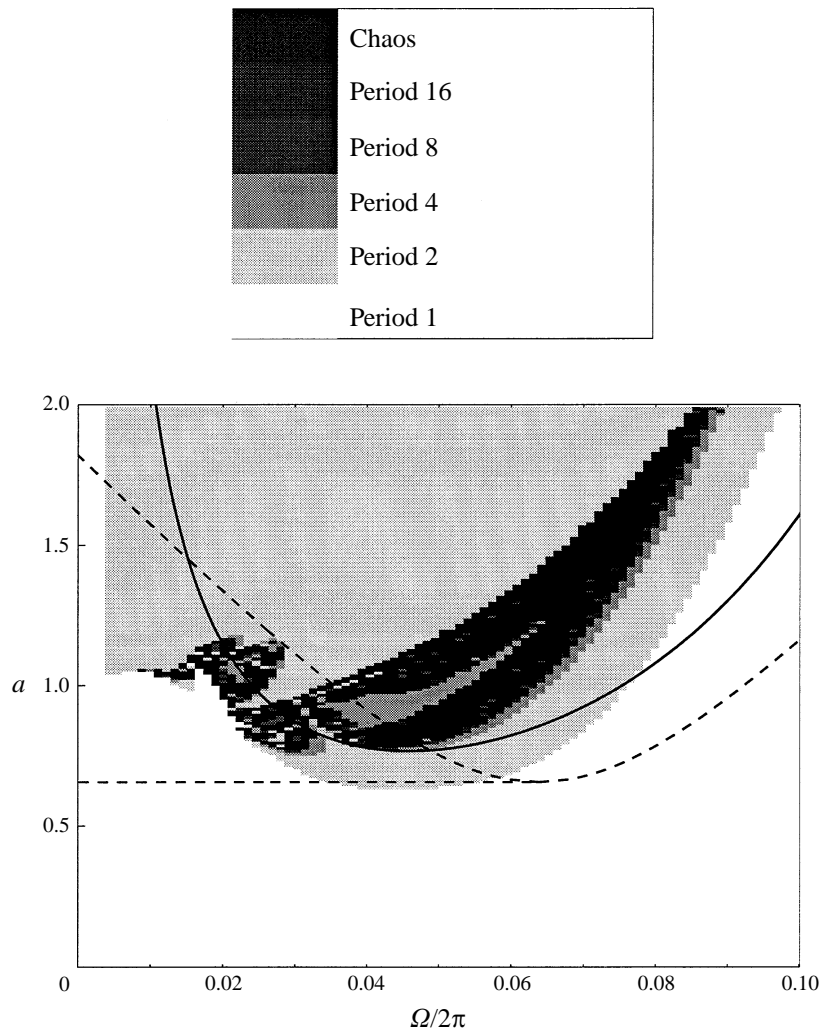 Chaos
Period 16
Period 8
Period 4
Period 2
Period 1
2.0
1.5
a
1.0
0.5
0
0.02
0.04
0.06
0.08
0.10
Ω/2π